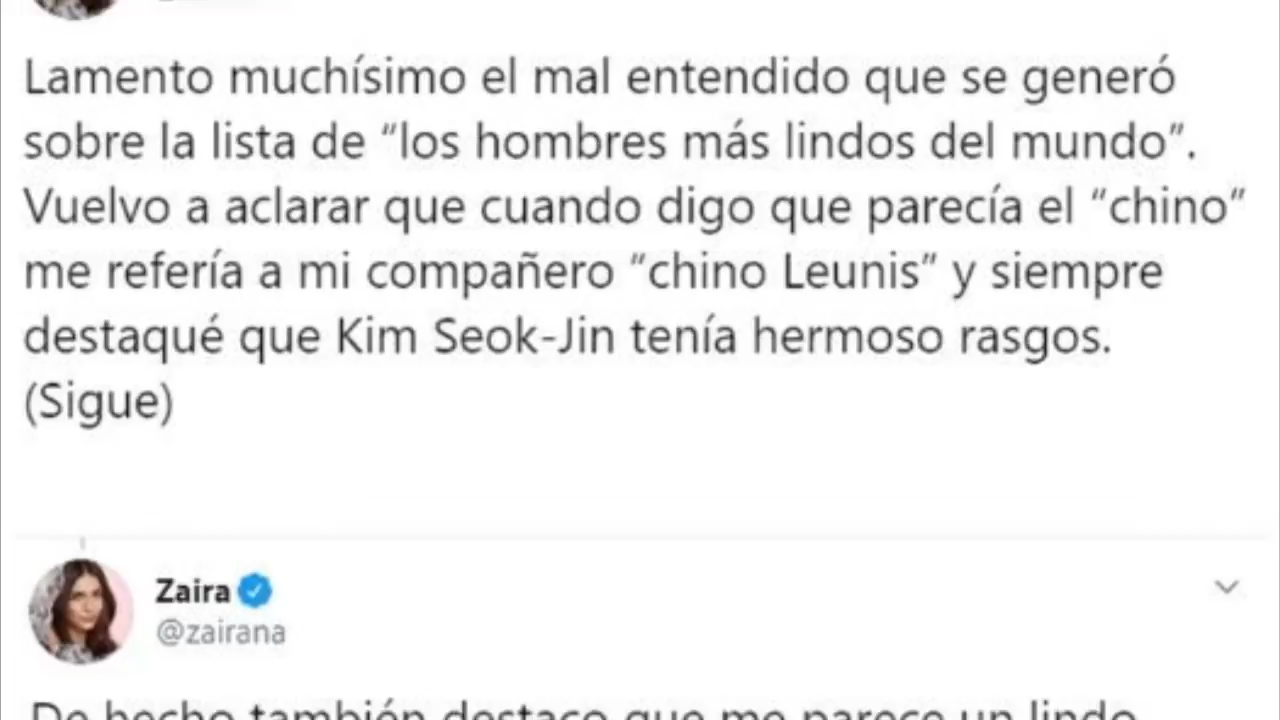 Lamento muchísimo el mal entendido que se generó
sobre la lista de “los hombres más lindos del mundo”.
Vuelvo a aclarar que cuando digo que parecía el “chino”
me refería a mi compañero “chino Leunis” y siempre
destaqué que Kim Seok-Jin tenía hermoso rasgos.
(Sigue)
Zaira
@zairana
De hecho también destaco que me parece un lindo